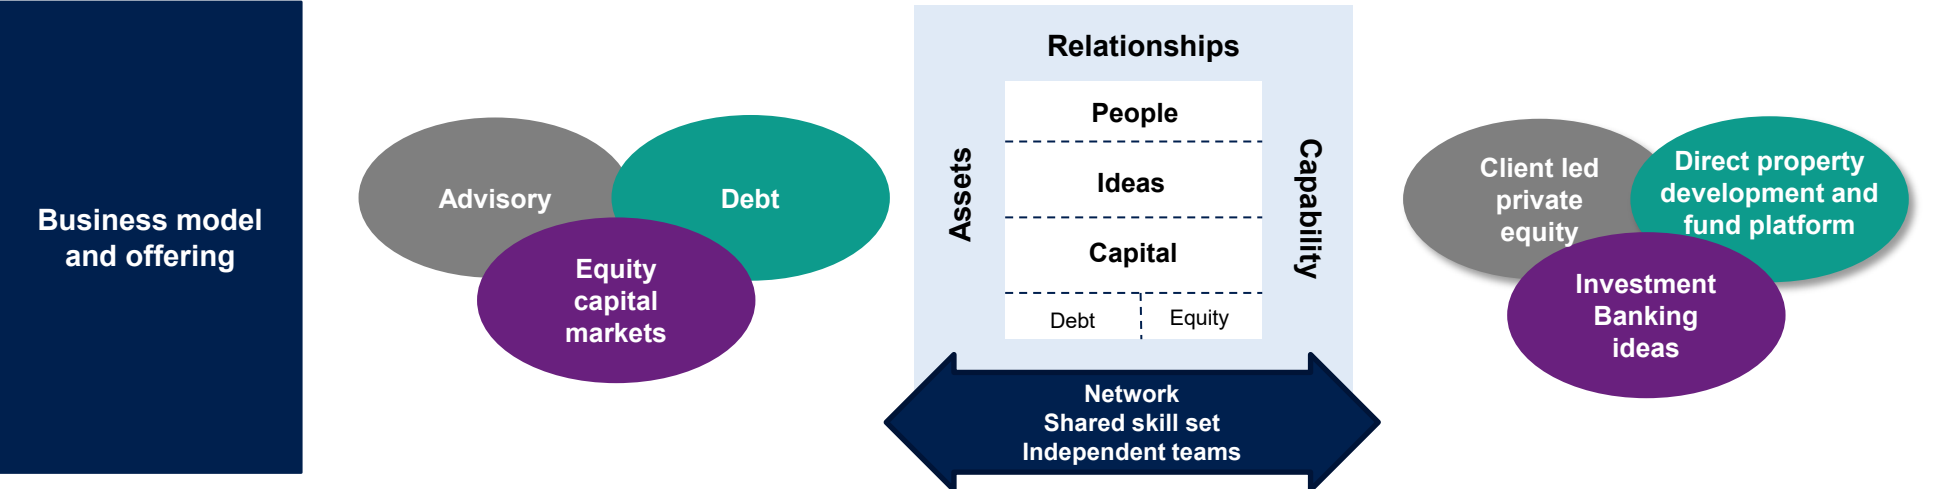 Business model
and offering
Advisory
Debt
Equity
capital
markets
Relationships
Assets
People
Ideas
Capital
Debt
Equity
Capability
Network
Shared skill set
Independent teams
Client led
private
equity
Direct property
development and
fund platform
Investment
Banking
ideas